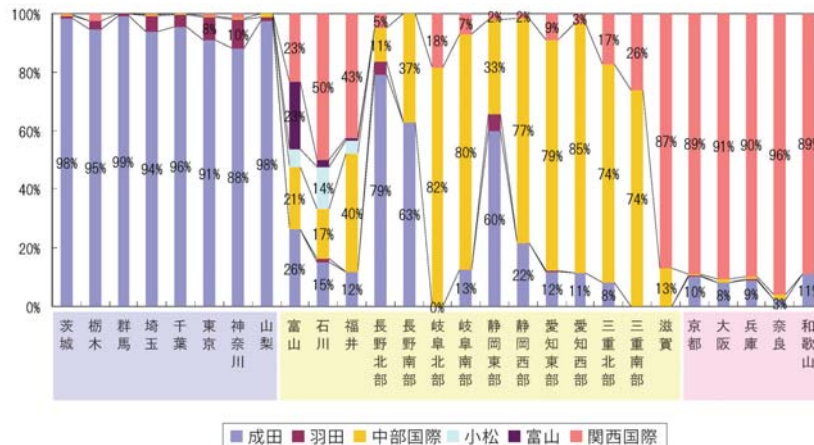 100%
80%
60%
40%
20%
0%
98%
95%
99%
94%
96%
8%
91%
10%
88%
98%
23%
23%
21%
26%
50%
14%
17%
15%
43%
40%
12%
5%
11%
79%
37%
63%
18%
82%
0%
7%
80%
13%
2%
33%
60%
2%
77%
22%
9%
79%
12%
3%
85%
11%
17%
74%
8%
26%
74%
87%
13%
89%
10%
91%
8%
90%
9%
96%
3%
89%
11%
茨城
栃木
群馬
埼玉
千葉
東京
神奈川
山梨
富山
石川
福井
長野北部
長野南部
岐阜北部
岐阜南部
静岡東部
静岡西部
愛知東部
愛知西部
三重北部
三重南部
滋賀
京都
大阪
兵庫
奈良
和歌山
成田 羽田 中部国際 小松 富山 関西国際